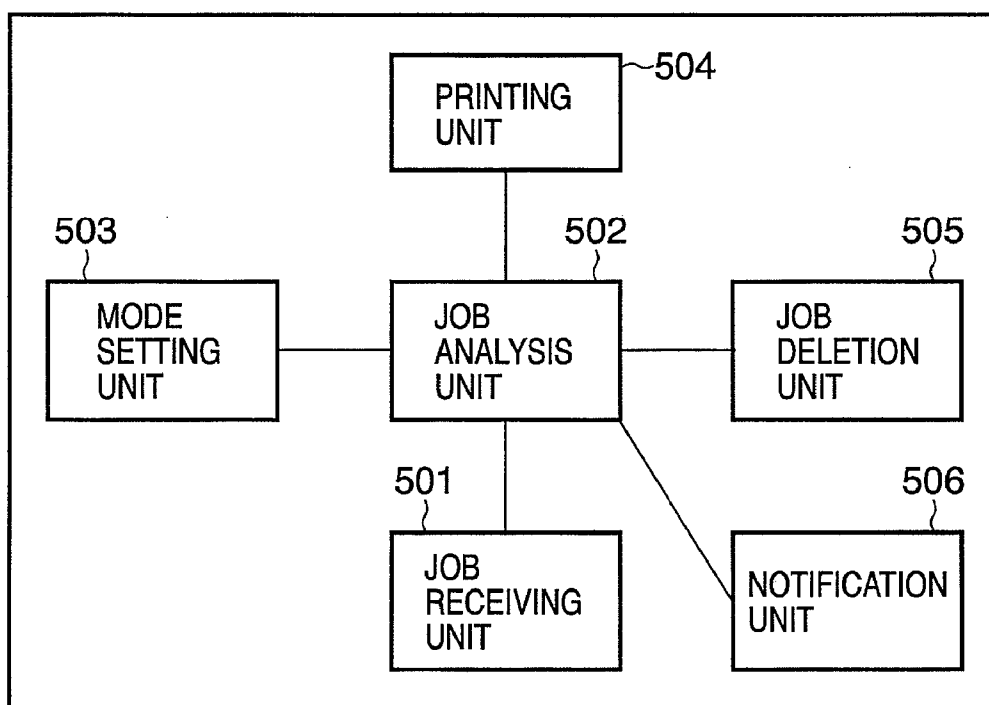 504
PRINTING
UNIT
503
502
505
MODE
SETTING
UNIT
JOB
ANALYSIS
UNIT
JOB
DELETION
UNIT
501
506
JOB
RECEIVING
UNIT
NOTIFICATION
UNIT